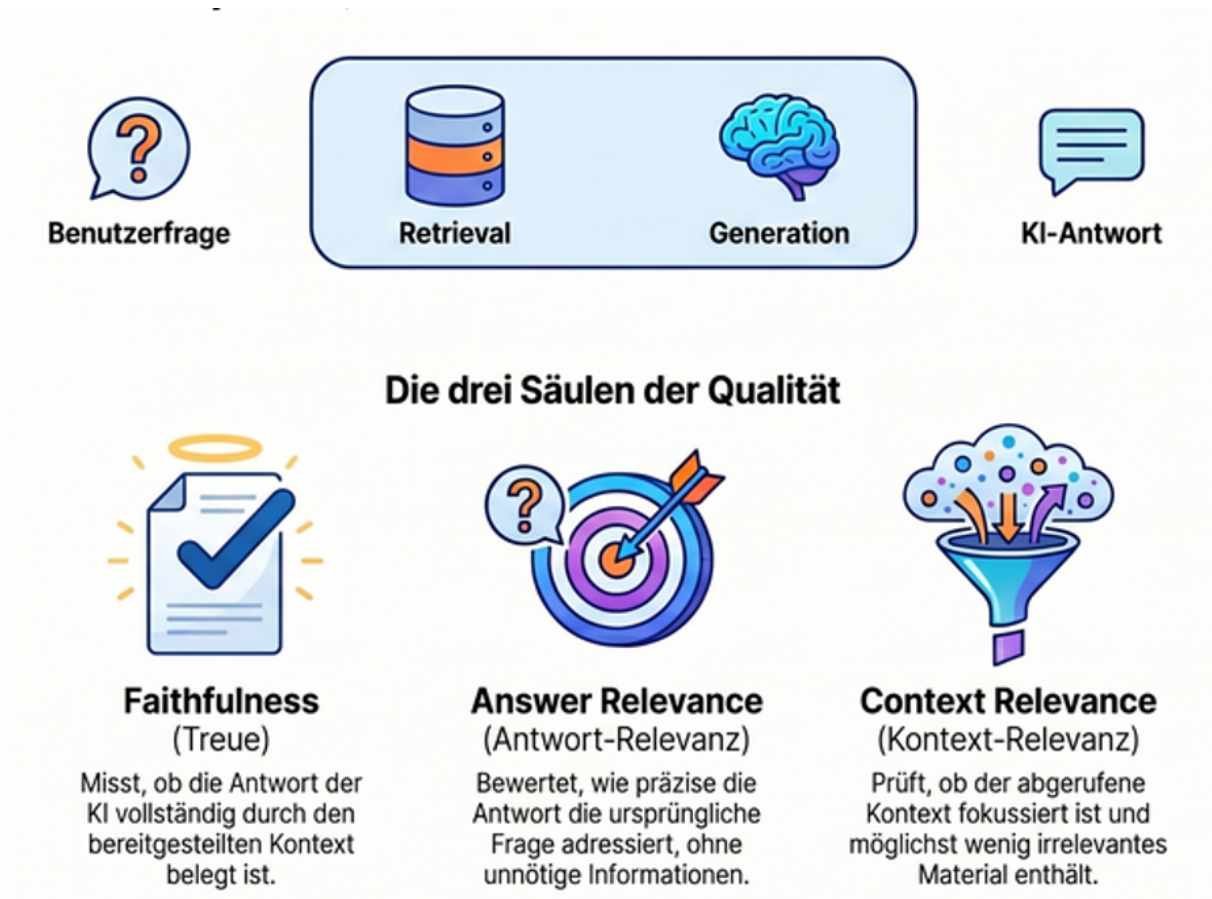 Benutzerfrage
Retrieval
Generation
KI-Antwort
Die drei Säulen der Qualität
Faithfulness
(Treue)
Misst, ob die Antwort der
KI vollständig durch den
bereitgesteilten Kontext
belegt ist.
Answer Relevance
(Antwort-Relevanz)
Bewertet, wie präzise die
Antwort die ursprüngliche
Frage adressiert, ohne
unnötige Informationen.
Context Relevance
(Kontext-Relevanz)
Prüft, ob der abgerufene
Kontext fokussiert ist und
möglichst wenig irrelevantes
Material enthält.